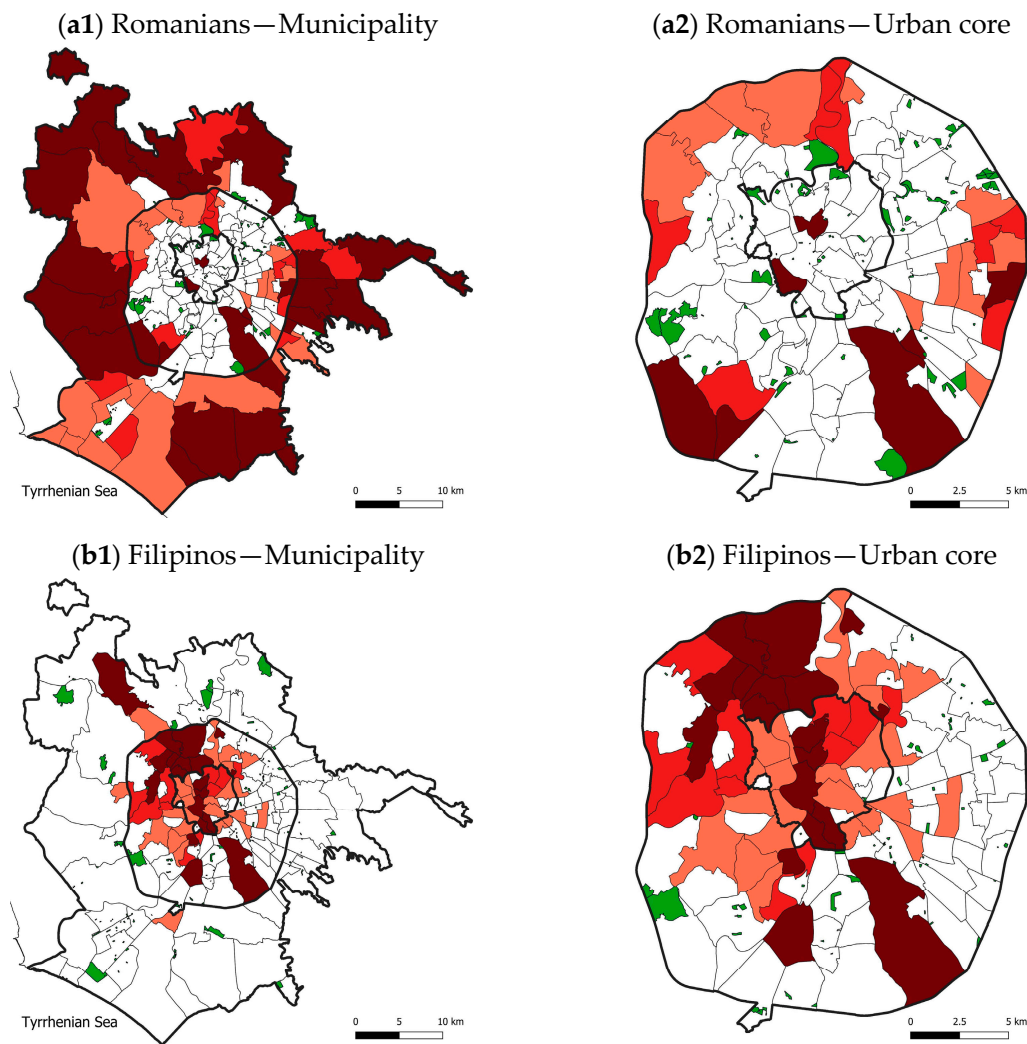 (a1) Romanians—Municipality
(a2) Romanians—Urban core
Tyrrhenian Sea
0 5 10 km
0 2.5 5 km
(b1) Filipinos—Municipality
(b2) Filipinos—Urban core
Tyrrhenian Sea
0 5 10 km
0 2.5 5 km